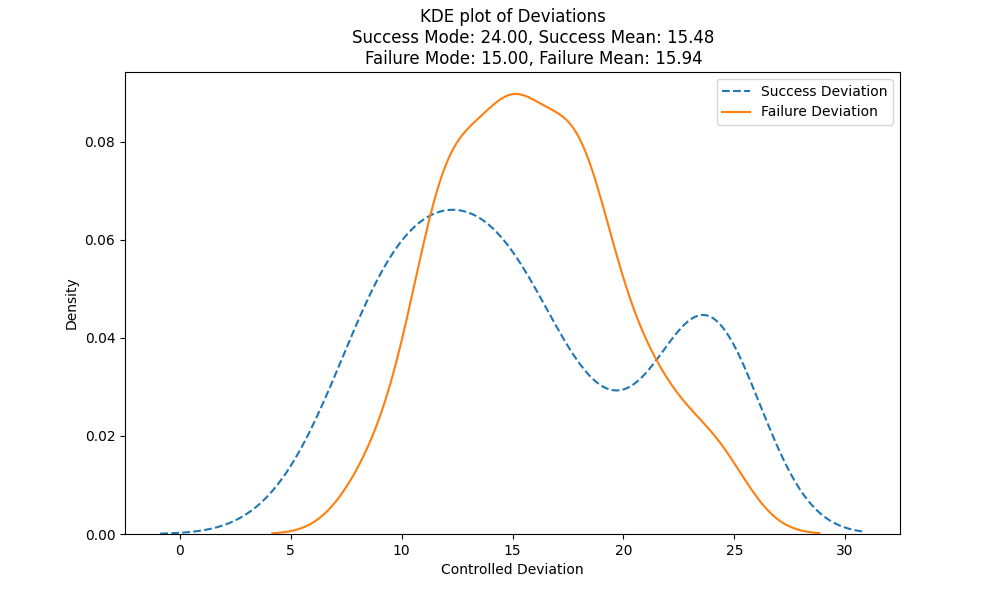 KDE plot of Deviations
Success Mode: 24.00, Success Mean: 15.48
Failure Mode: 15.00, Failure Mean: 15.94
Success Deviation
Failure Deviation
0.08
0.06
0.04
0.02
0.00
Density
0 5 10 15 20 25 30
Controlled Deviation